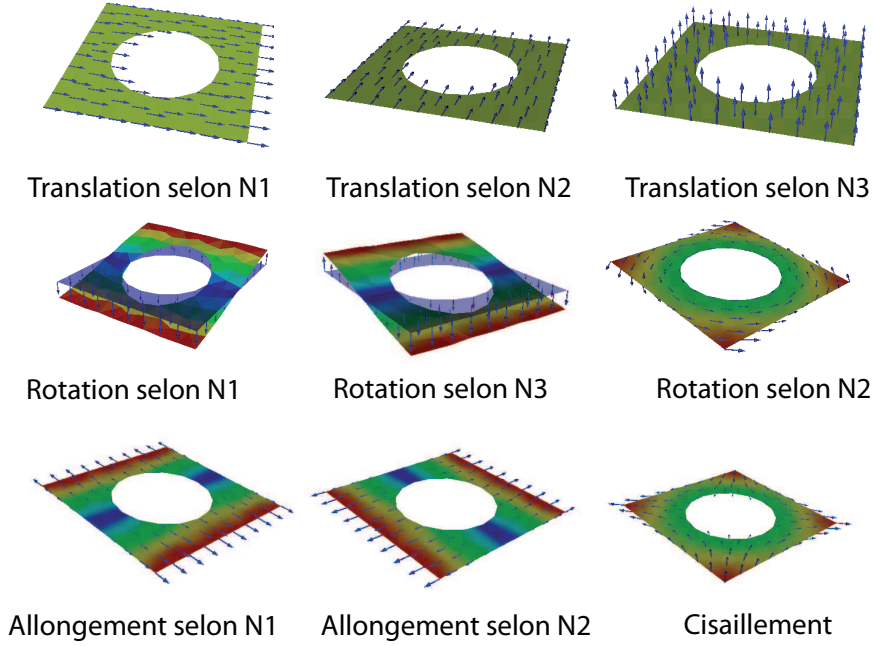 Translation selon N1
Translation selon N2
Translation selon N3
Rotation selon N1
Rotation selon N3
Rotation selon N2
Allongement selon N1
Allongement selon N2
Cisaillement